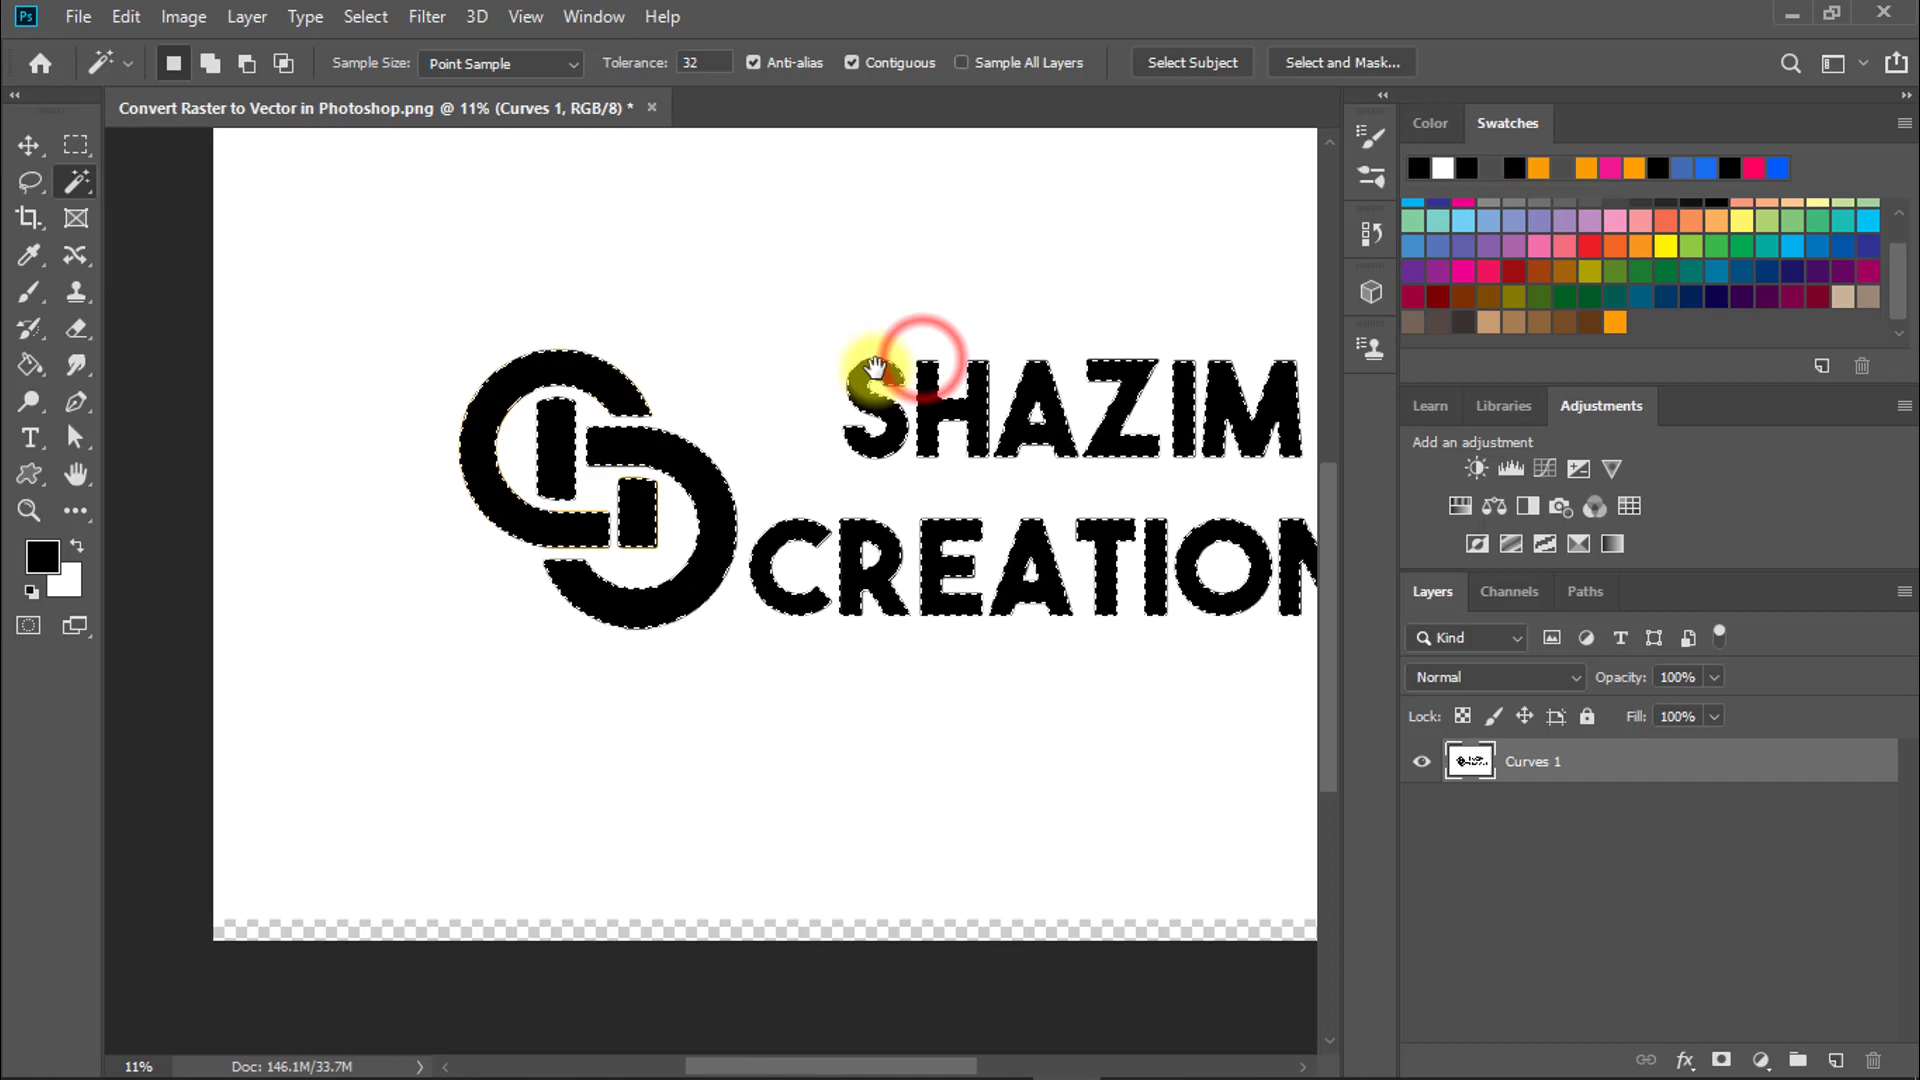 Ps File Edit Image Layer Type Select Filter 3D View Window Help
Sample Size: Point Sample Tolerance: 32 Anti-alias Contiguous Sample All Layers Select Subject Select and Mask...
Convert Raster to Vector in Photoshop.png @ 11% (Curves 1, RGB/8) *
Color Swatches
SHAZIM
CREATION
Learn Libraries Adjustments
Add an adjustment
Layers Channels Paths
Kind
Normal Opacity: 100%
Lock: Fill: 100%
Curves 1
fx
11% Doc: 146.1M/33.7M